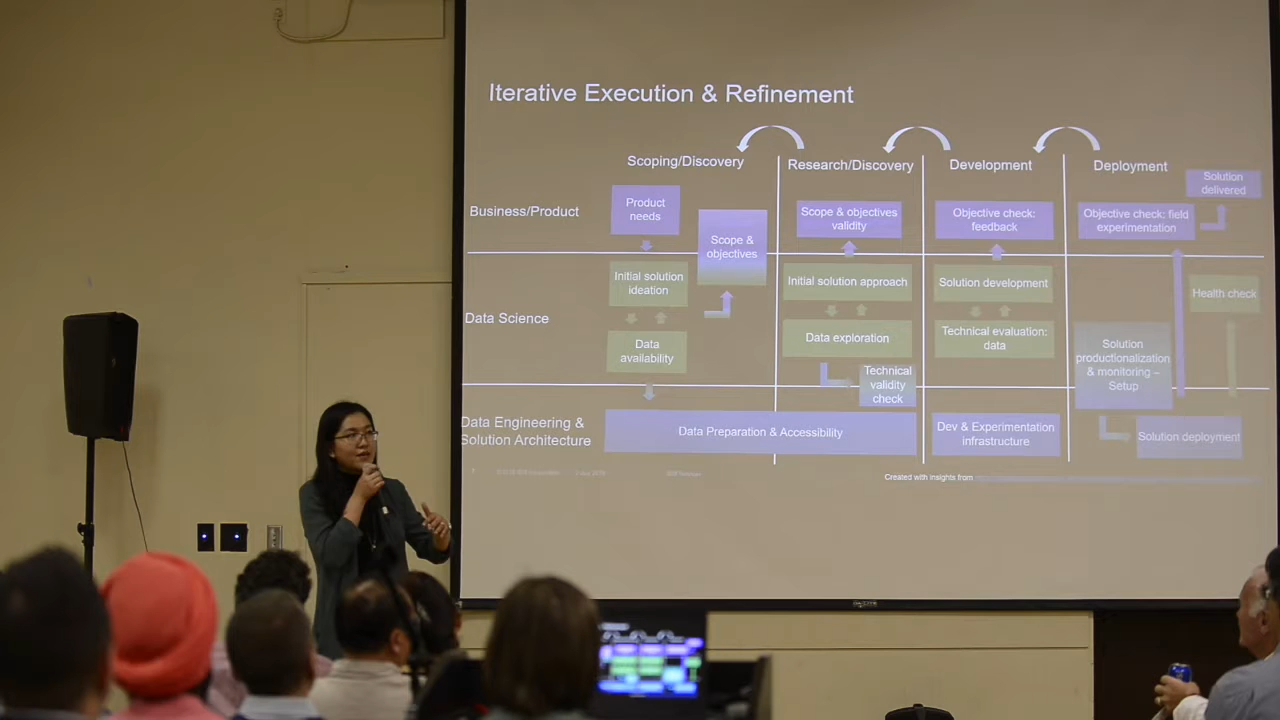 Iterative Execution & Refinement
Scoping/Discovery
Research/Discovery
Development
Deployment
Business/Product
Product
needs
Scope &
objectives
Scope & objectives
validity
Objective check:
feedback
Objective check: field
experimentation
Solution
delivered
Data Science
Initial solution
ideation
Data
availability
Initial solution approach
Data exploration
Technical
validity
check
Solution development
Technical evaluation:
data
Solution
productionalization
& monitoring –
Setup
Health check
Data Engineering &
Solution Architecture
Data Preparation & Accessibility
Dev & Experimentation
infrastructure
Solution deployment
Created with insights from